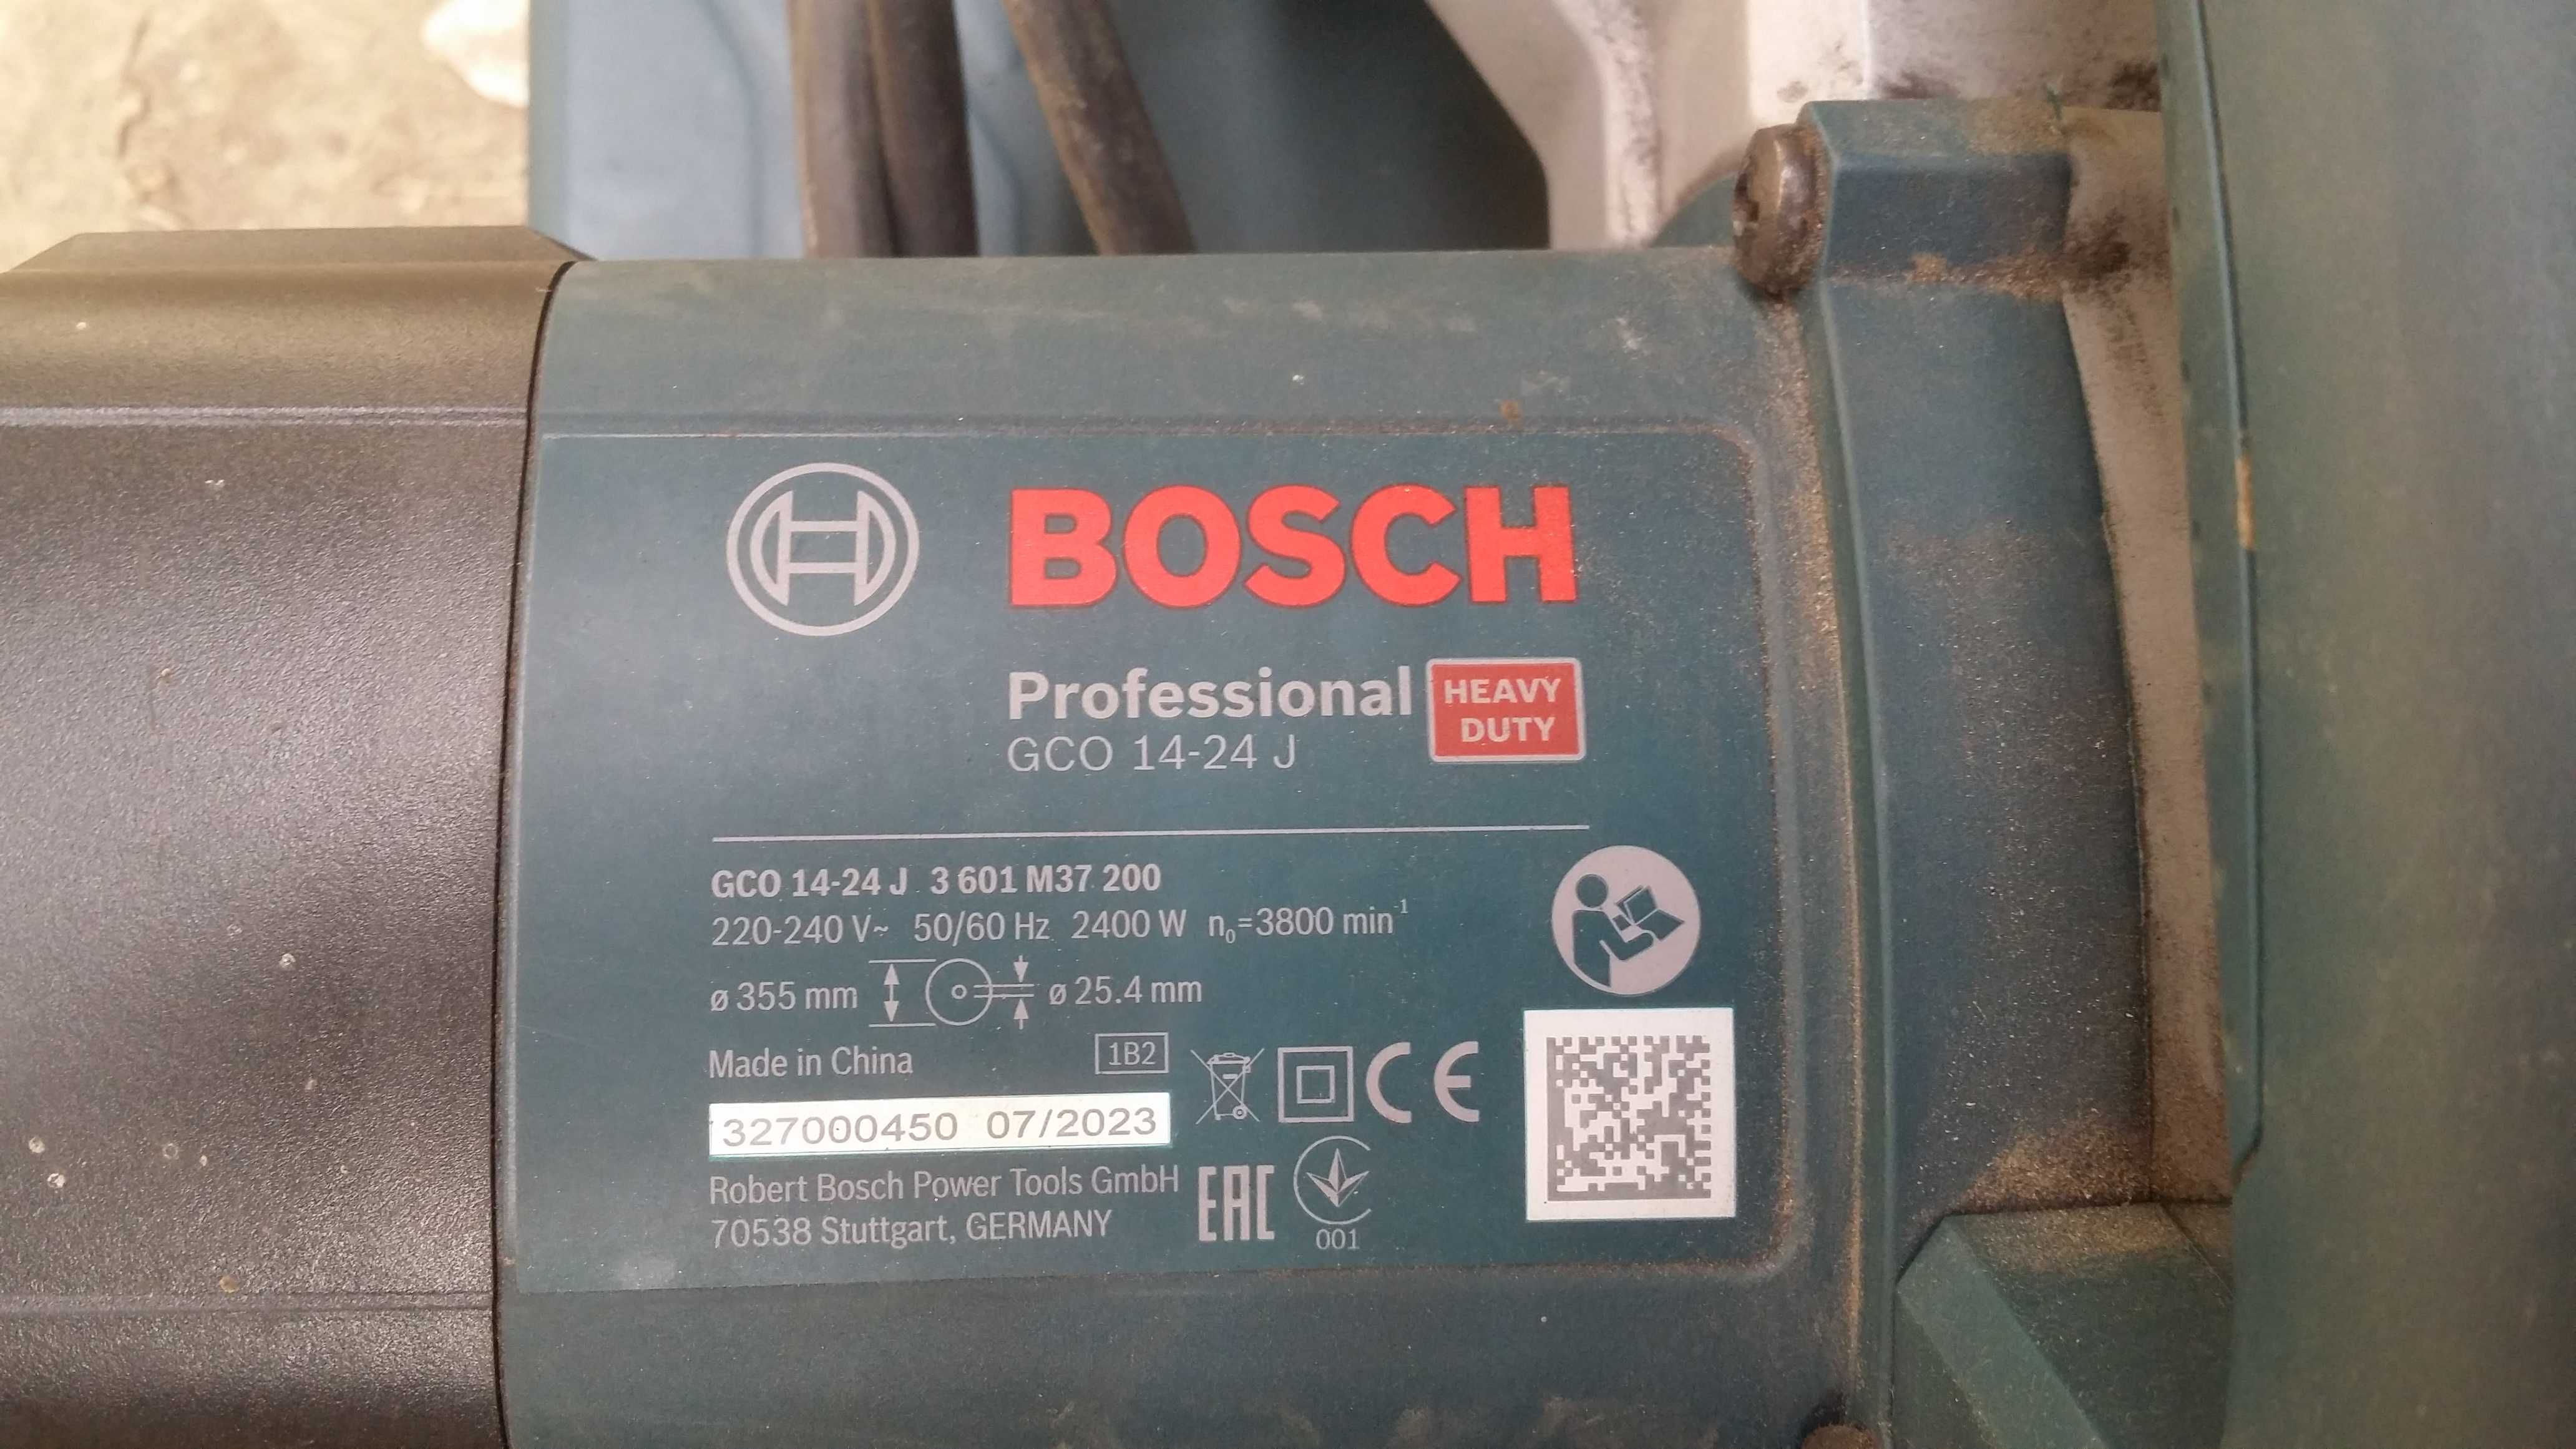 BOSCH
Professional HEAVY DUTY
GCO 14-24 J
GCO 14-24 J 3 601 M37 200
220-240 V~ 50/60 Hz 2400 W n₀=3800 min⁻¹
ø 355 mm ø 25.4 mm
Made in China 1B2
327000450 07/2023
CE
Robert Bosch Power Tools GmbH
70538 Stuttgart, GERMANY
EAC
001